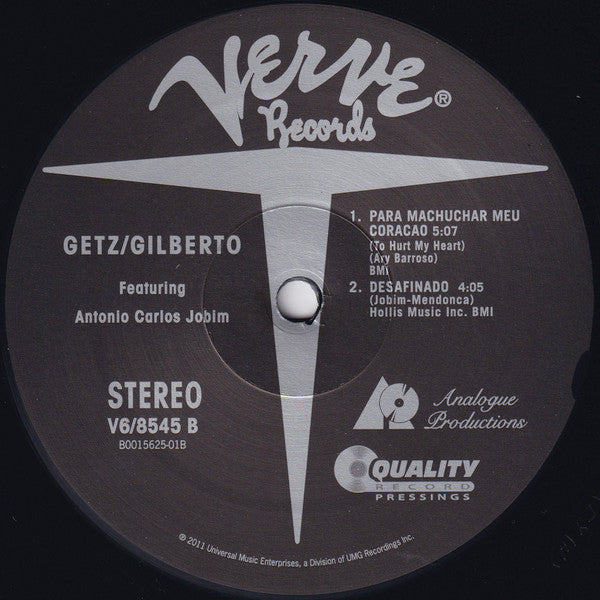 VERVE®
Records
GETZ/GILBERTO
Featuring
Antonio Carlos Jobim
1. PARA MACHUCHAR MEU
CORACAO 5:07
(To Hurt My Heart)
(Ary Barroso)
BMI
2. DESAFINADO 4:05
(Jobim-Mendonca)
Hollis Music Inc. BMI
STEREO
V6/8545 B
B0015625-01B
AP
Analogue
Productions
QUALITY
RECORD
PRESSINGS
℗ 2011 Universal Music Enterprises, a Division of UMG Recordings Inc.